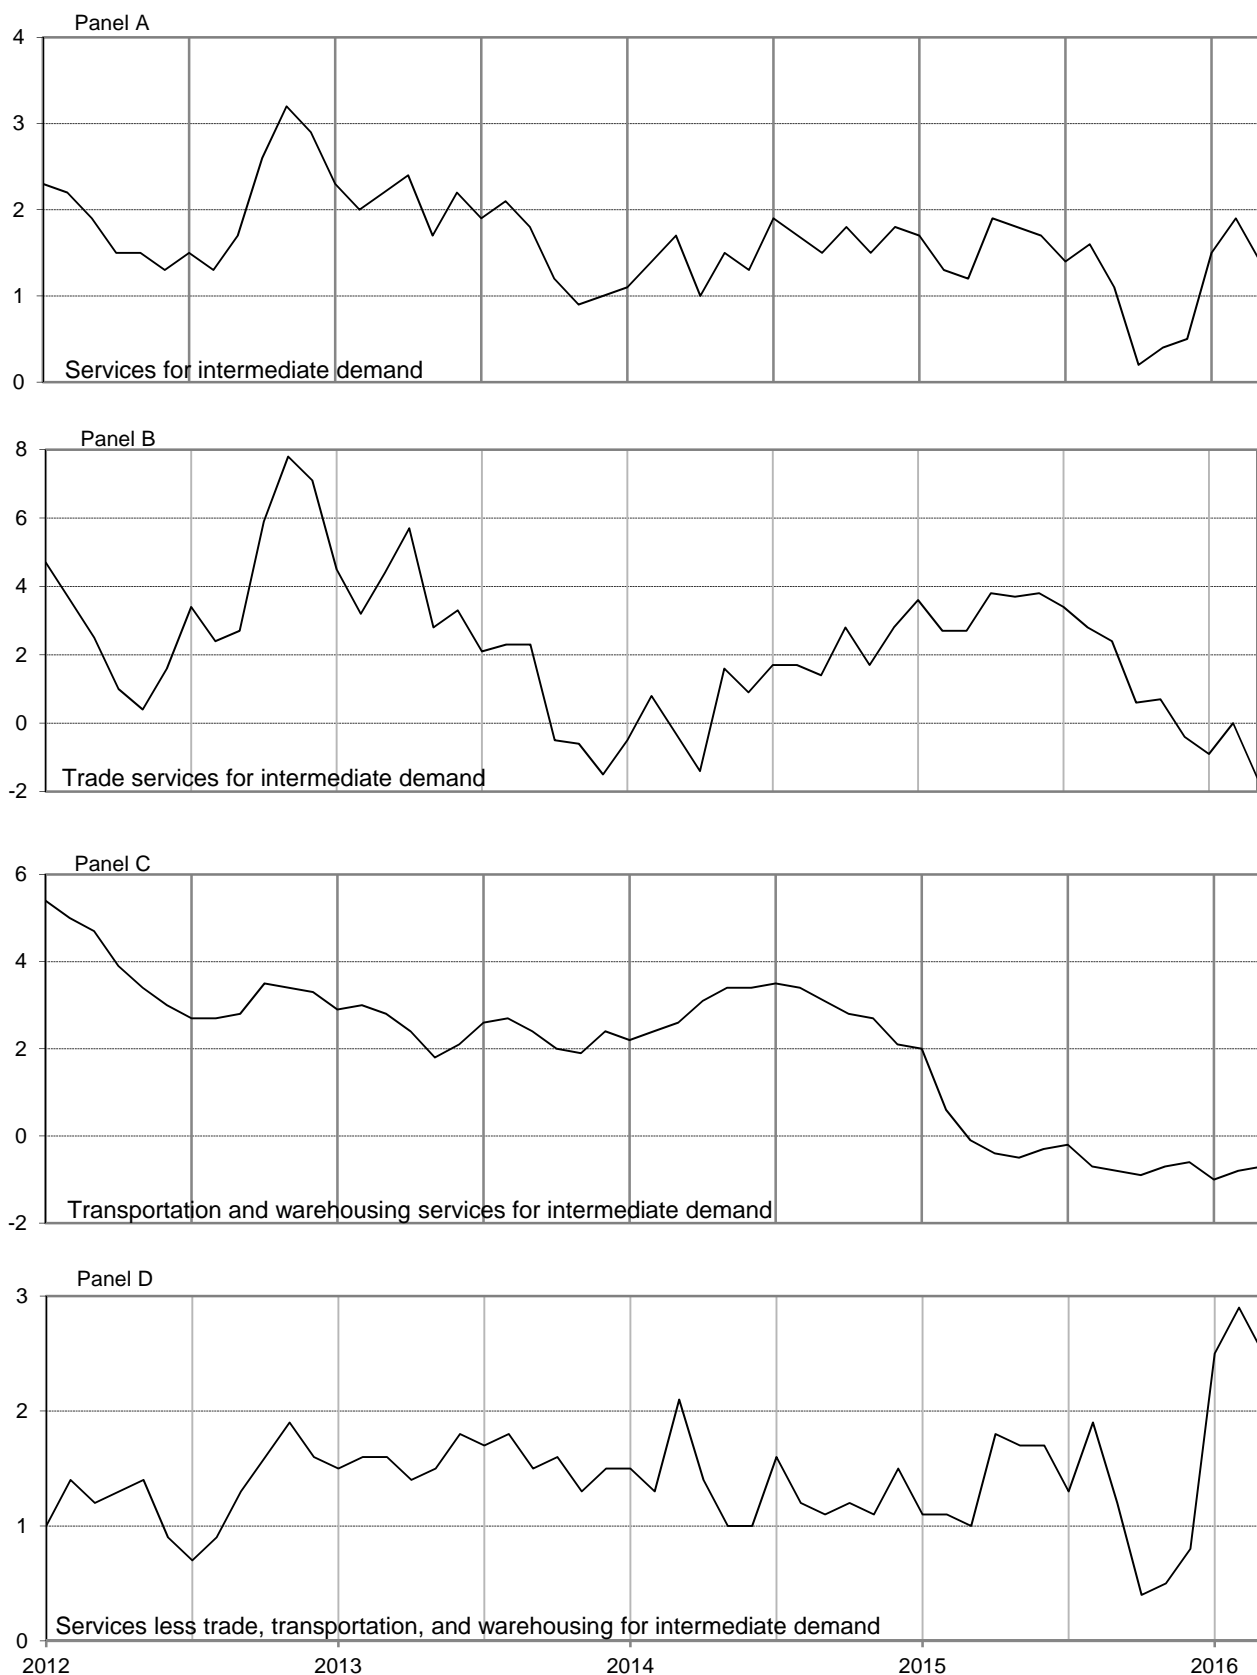 Panel A
4
3
2
1
0
Services for intermediate demand
Panel B
8
6
4
2
0
-2
Trade services for intermediate demand
Panel C
6
4
2
0
-2
Transportation and warehousing services for intermediate demand
Panel D
3
2
1
0
Services less trade, transportation, and warehousing for intermediate demand
2012 2013 2014 2015 2016